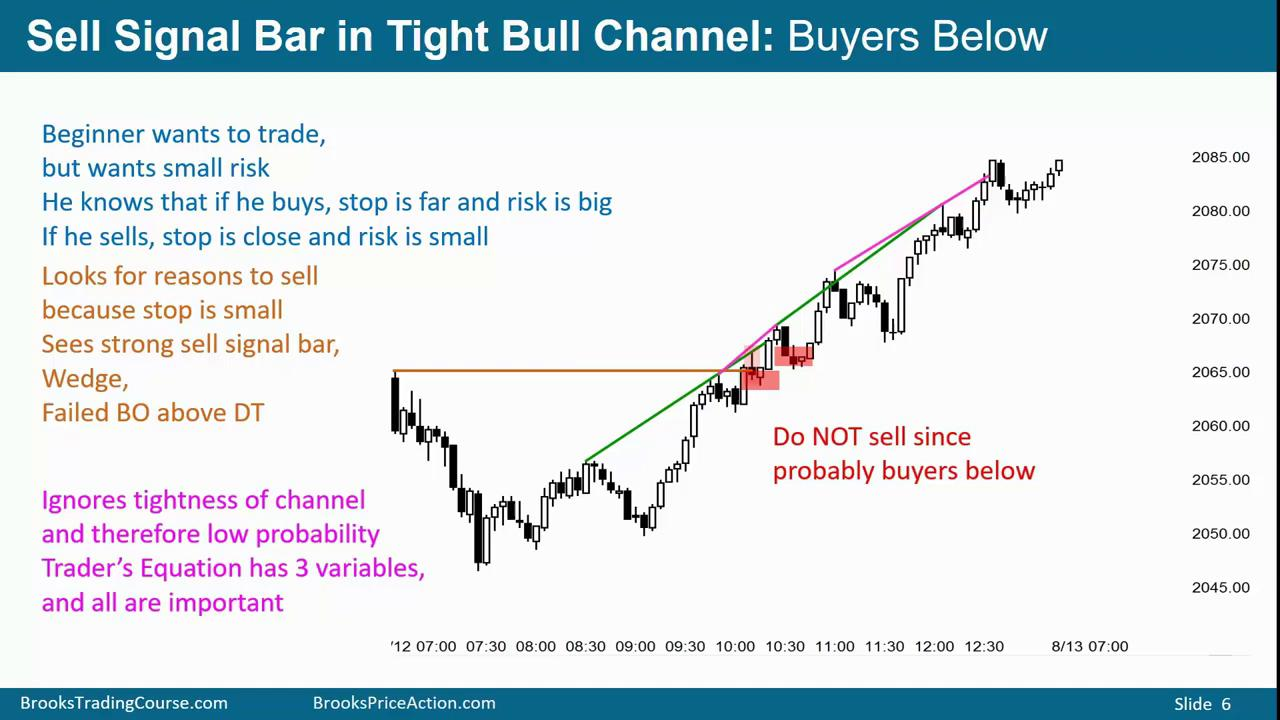 Sell Signal Bar in Tight Bull Channel: Buyers Below
Beginner wants to trade,
but wants small risk
He knows that if he buys, stop is far and risk is big
If he sells, stop is close and risk is small
Looks for reasons to sell
because stop is small
Sees strong sell signal bar,
Wedge,
Failed BO above DT
Ignores tightness of channel
and therefore low probability
Trader’s Equation has 3 variables,
and all are important
Do NOT sell since
probably buyers below
2085.00
2080.00
2075.00
2070.00
2065.00
2060.00
2055.00
2050.00
2045.00
'12 07:00 07:30 08:00 08:30 09:00 09:30 10:00 10:30 11:00 11:30 12:00 12:30 8/13 07:00
BrooksTradingCourse.com BrooksPriceAction.com Slide 6